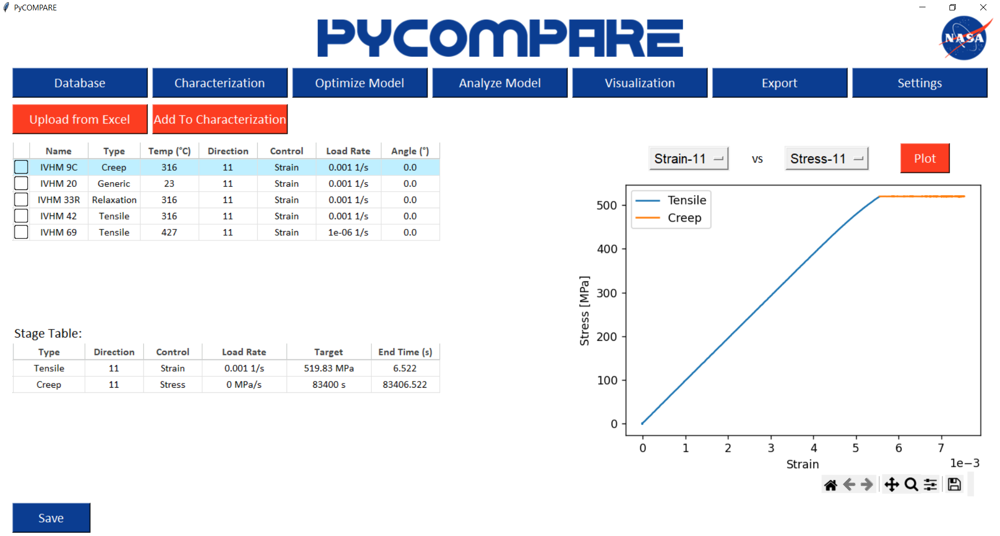 PyCOMPARE
PYCOMPARE
NASA
Database Characterization Optimize Model Analyze Model Visualization Export Settings
Upload from Excel Add To Characterization
Name Type Temp (°C) Direction Control Load Rate Angle (°)
IVHM 9C Creep 316 11 Strain 0.001 1/s 0.0
IVHM 20 Generic 23 11 Strain 0.001 1/s 0.0
IVHM 33R Relaxation 316 11 Strain 0.001 1/s 0.0
IVHM 42 Tensile 316 11 Strain 0.001 1/s 0.0
IVHM 69 Tensile 427 11 Strain 1e-06 1/s 0.0
Stage Table:
Type Direction Control Load Rate Target End Time (s)
Tensile 11 Strain 0.001 1/s 519.83 MPa 6.522
Creep 11 Stress 0 MPa/s 83400 s 83406.522
Strain-11 vs Stress-11 Plot
Tensile
Creep
Stress [MPa]
500
400
300
200
100
0
0 1 2 3 4 5 6 7
Strain
1e−3
Save